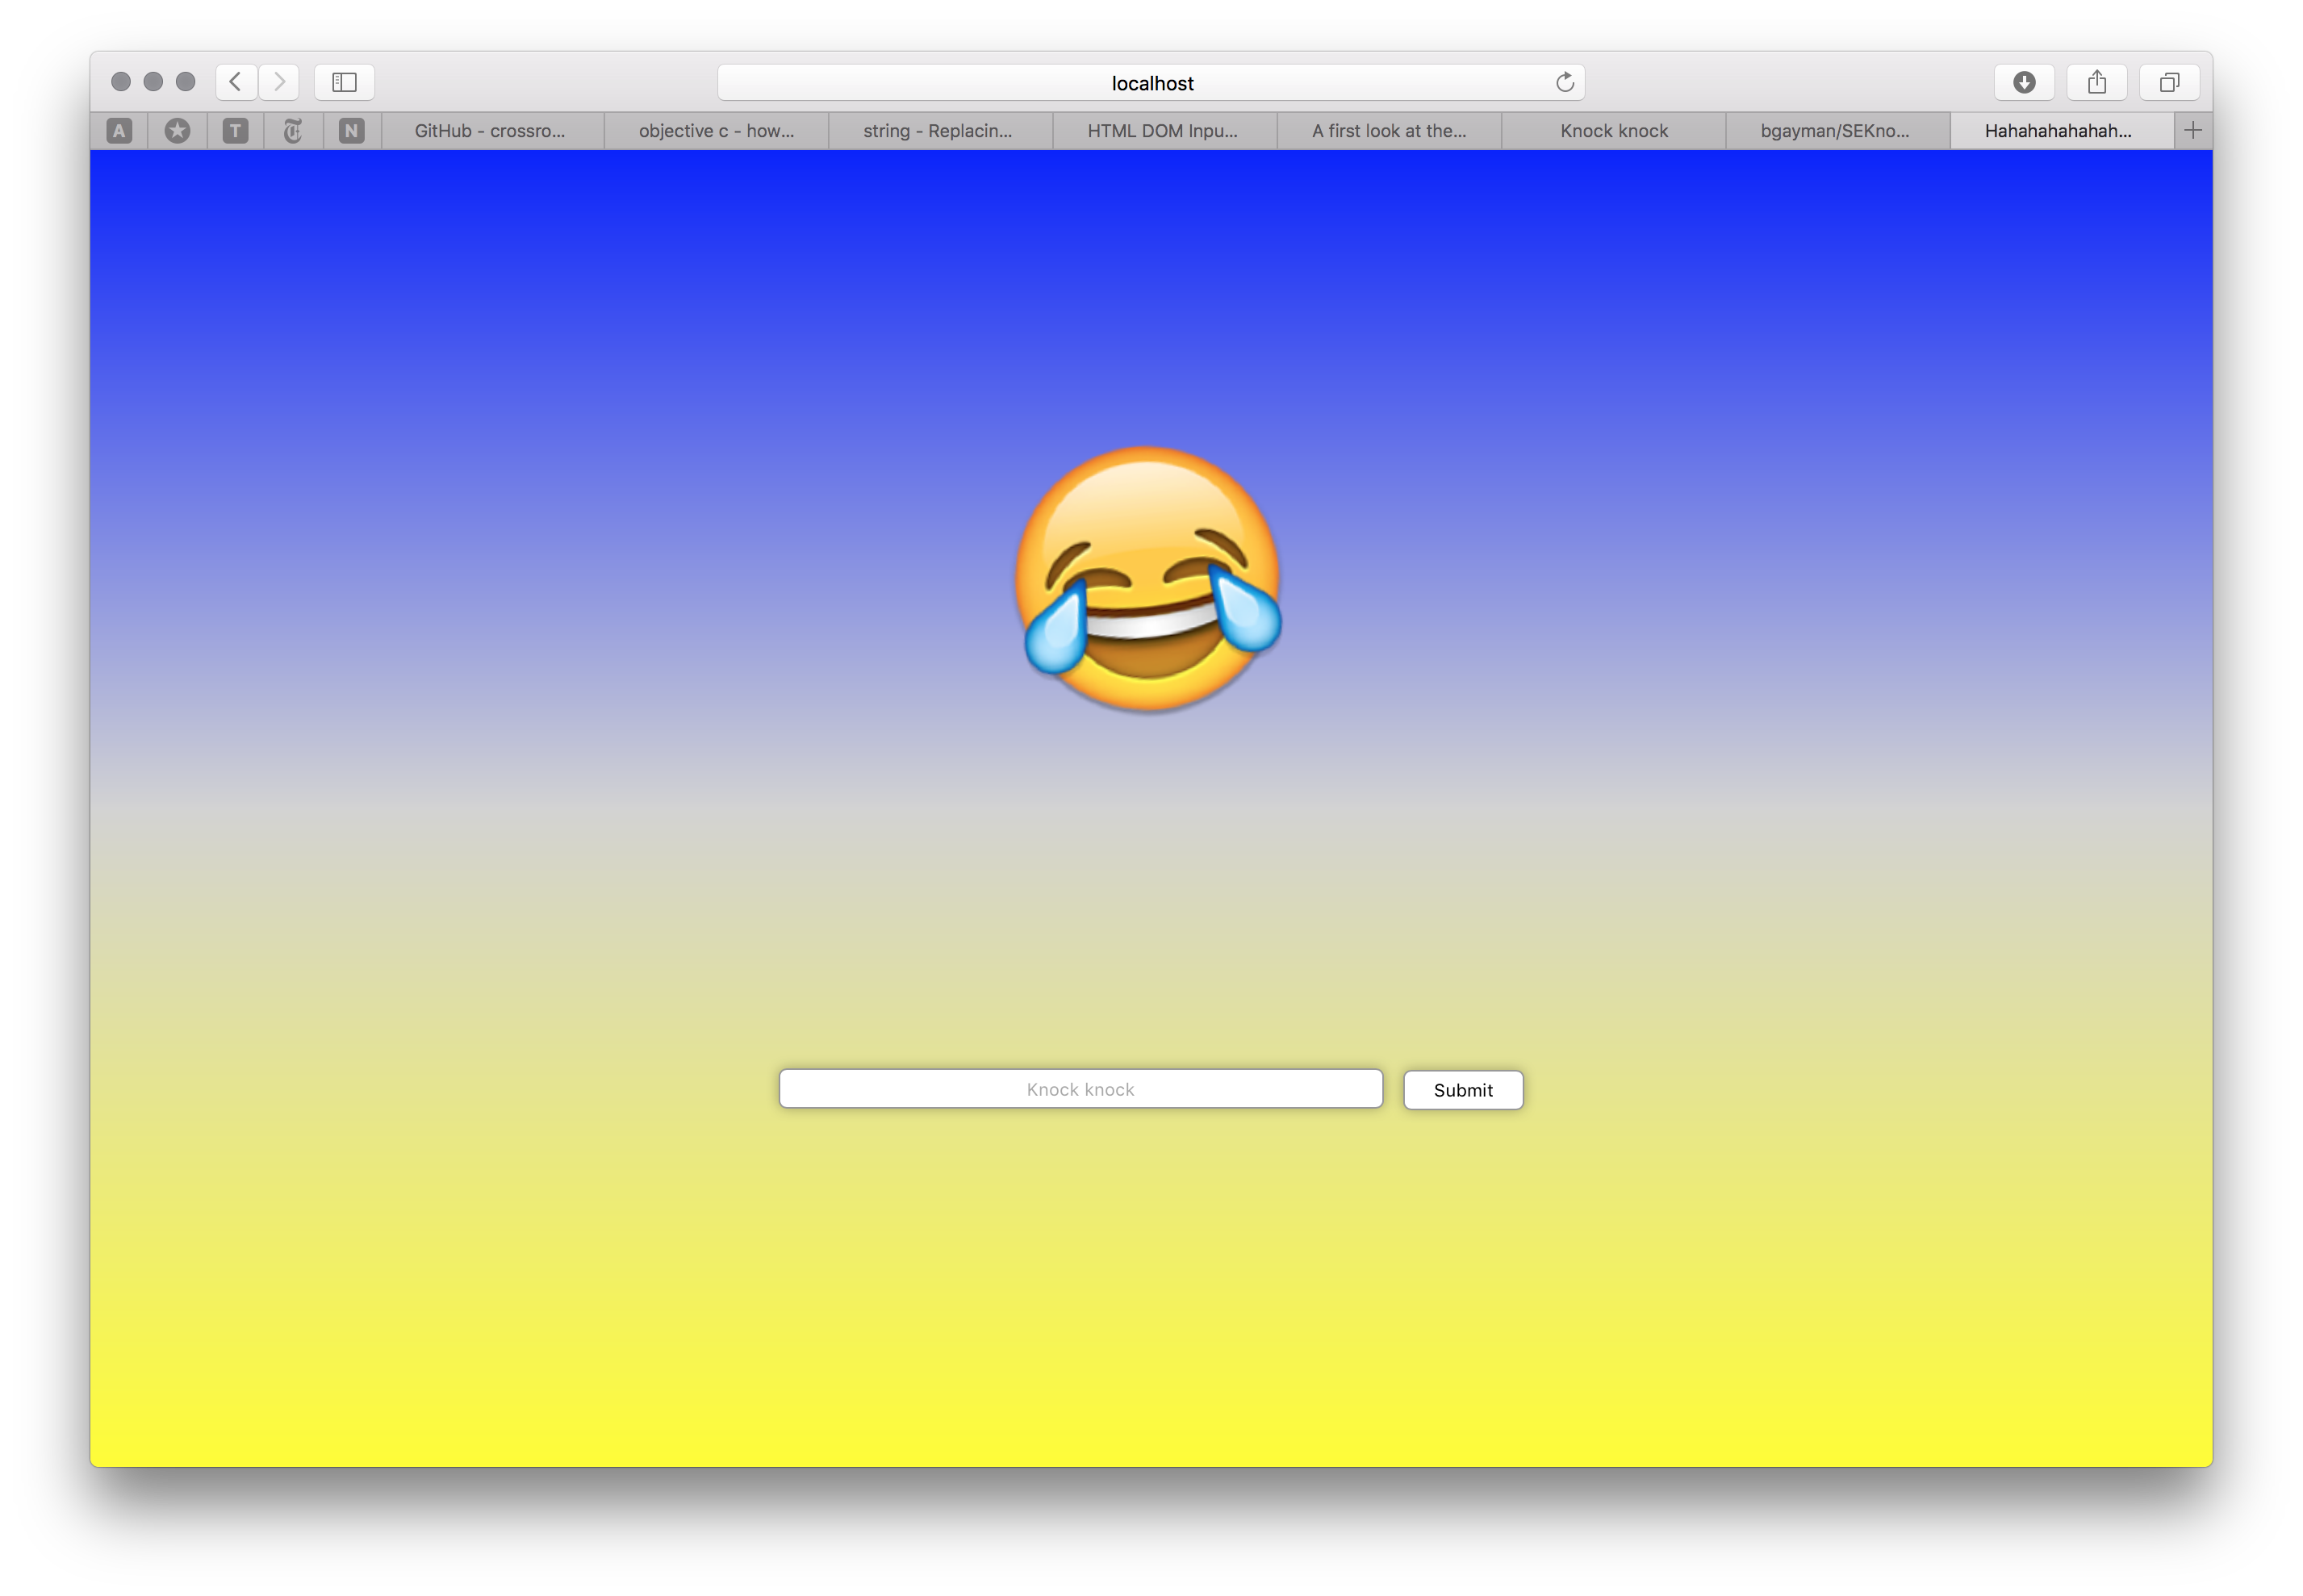 localhost
A T N GitHub - crossro... objective c - how... string - Replacin... HTML DOM Inpu... A first look at the... Knock knock bgayman/SEKno... Hahahahahahah...
Knock knock Submit